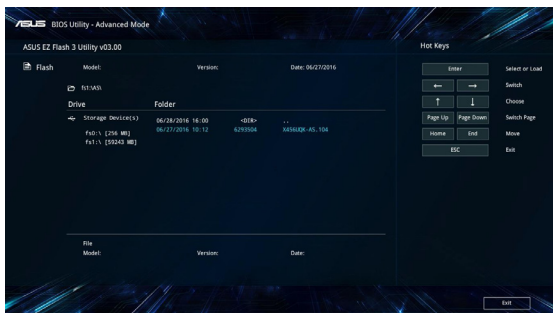 ASUS BIOS Utility - Advanced Mode
ASUS EZ Flash 3 Utility v03.00
Hot Keys
Flash Model: Version: Date: 06/27/2016
fs1:\AS\
Drive Folder
Storage Device(s) 06/28/2016 16:00 <DIR> ..
fs0:\ [256 MB] 06/27/2016 10:12 6293504 X456UQK-AS.104
fs1:\ [59243 MB]
Enter Select or Load
← → Switch
↑ ↓ Choose
Page Up Page Down Switch Page
Home End Move
ESC Exit
File
Model: Version: Date:
Exit